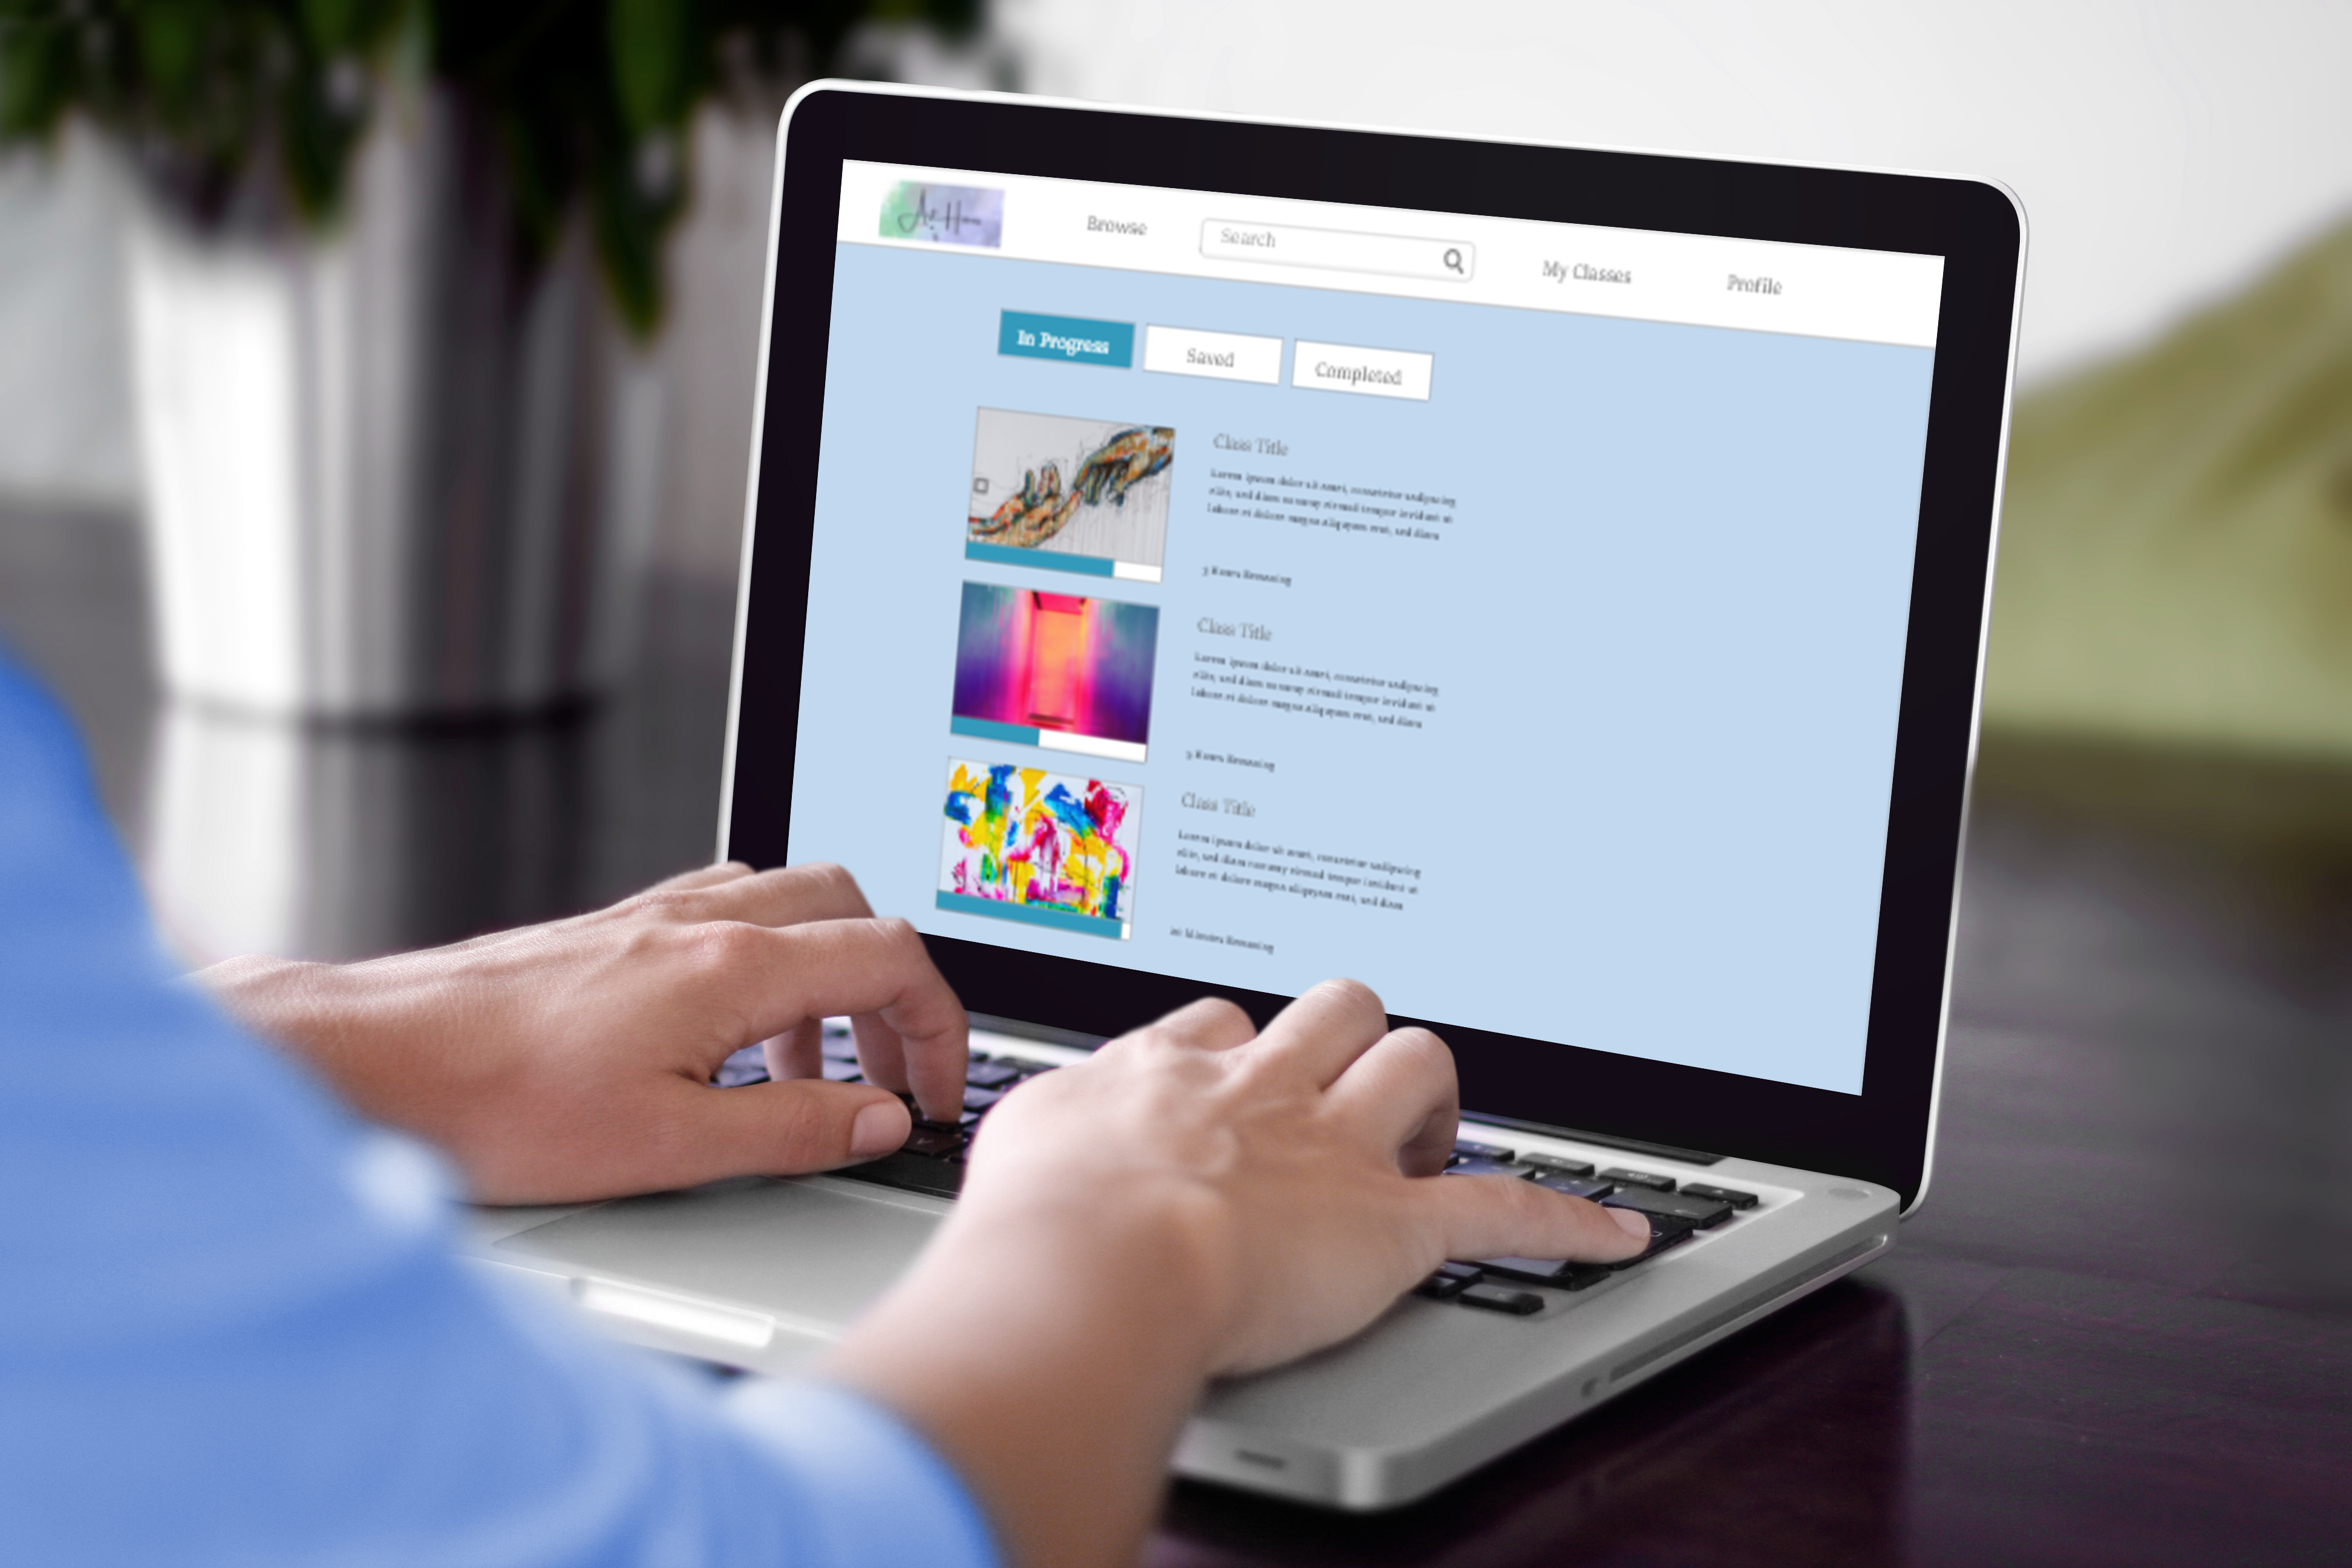 Browse
Search
My Classes
Profile
In Progress
Saved
Completed
Class Title
Lorem ipsum dolor sit amet, consetetur sadipscing
elitr, sed diam nonumy eirmod tempor invidunt ut
labore et dolore magna aliquyam erat, sed diam
3 Hours Remaining
Class Title
Lorem ipsum dolor sit amet, consetetur sadipscing
elitr, sed diam nonumy eirmod tempor invidunt ut
labore et dolore magna aliquyam erat, sed diam
Hours Remaining
Class Title
Lorem ipsum dolor sit amet, consetetur sadipscing
elitr, sed diam nonumy eirmod tempor invidunt ut
labore et dolore magna aliquyam erat, sed diam
Minutes Remaining